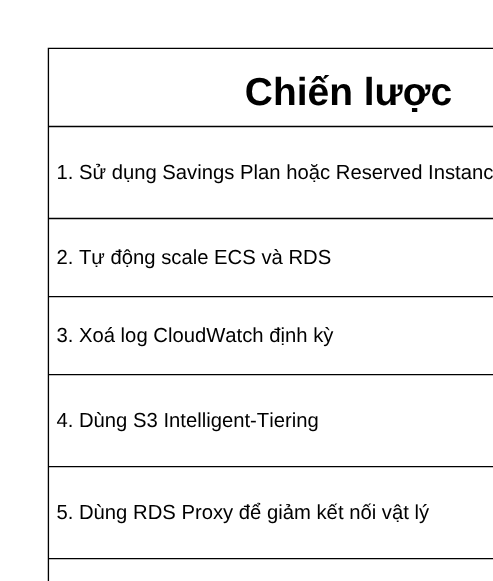 Chiến lược
1. Sử dụng Savings Plan hoặc Reserved Instanc
2. Tự động scale ECS và RDS
3. Xoá log CloudWatch định kỳ
4. Dùng S3 Intelligent-Tiering
5. Dùng RDS Proxy để giảm kết nối vật lý